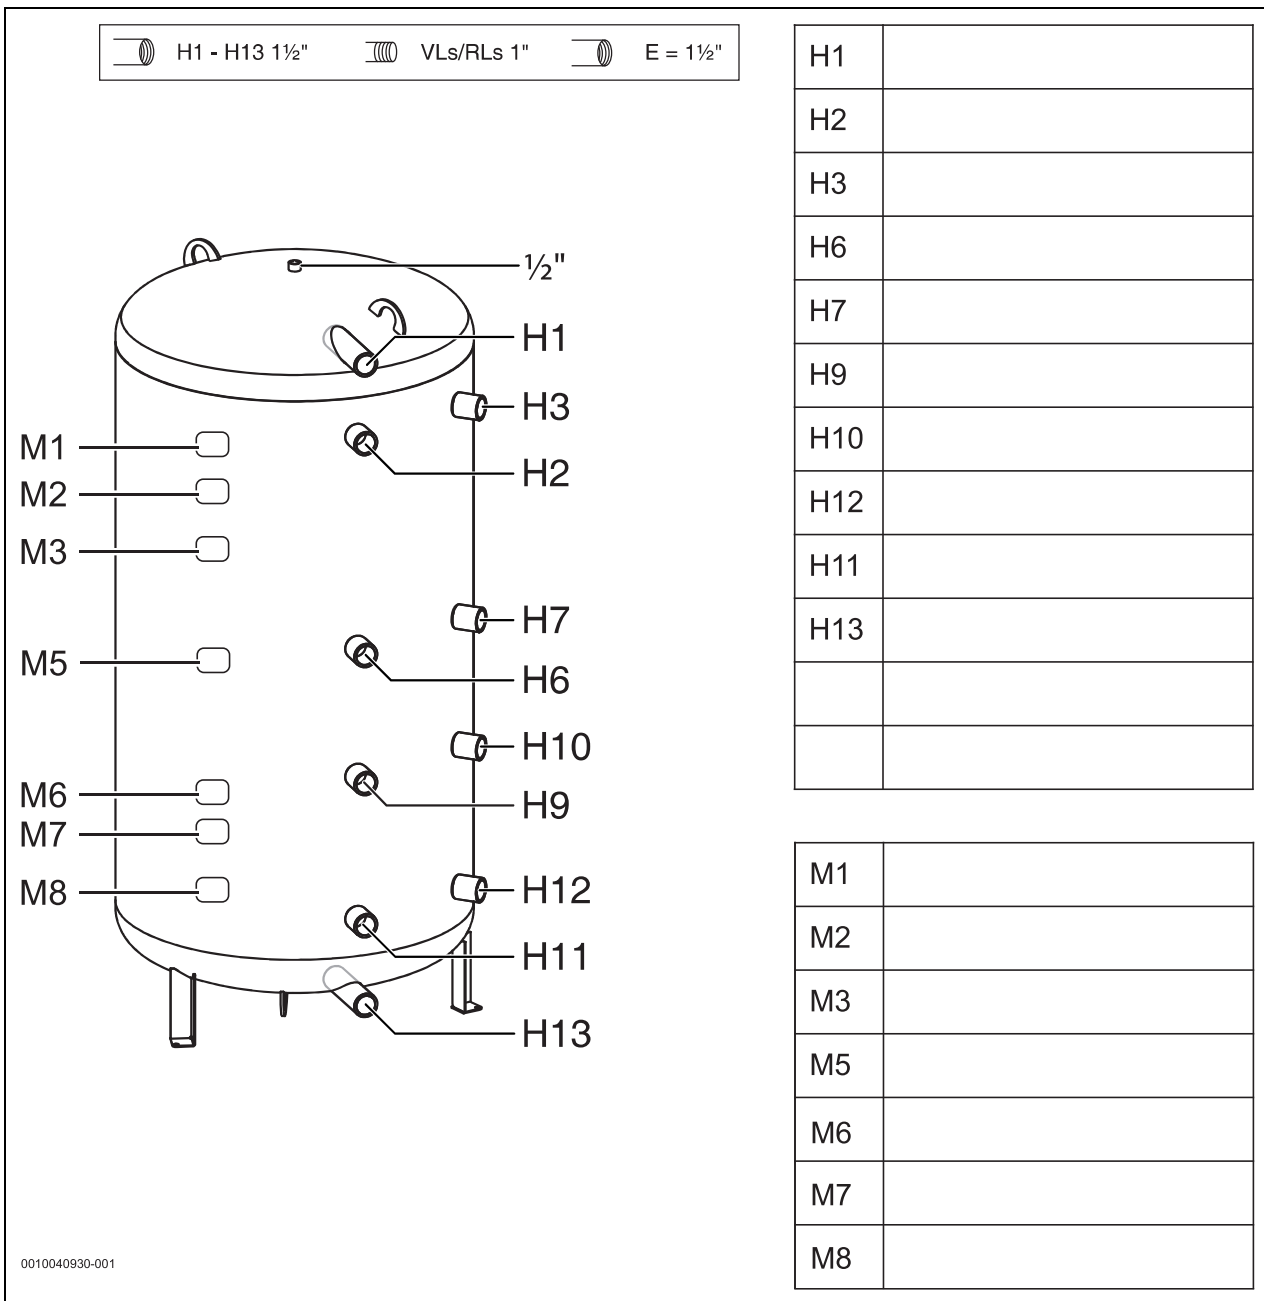 H1 - H13 1½" VLs/RLs 1" E = 1½"
½"
H1
H3
H2
H7
H6
H10
H9
H12
H11
H13
M1
M2
M3
M5
M6
M7
M8
0010040930-001
H1
H2
H3
H6
H7
H9
H10
H12
H11
H13
M1
M2
M3
M5
M6
M7
M8